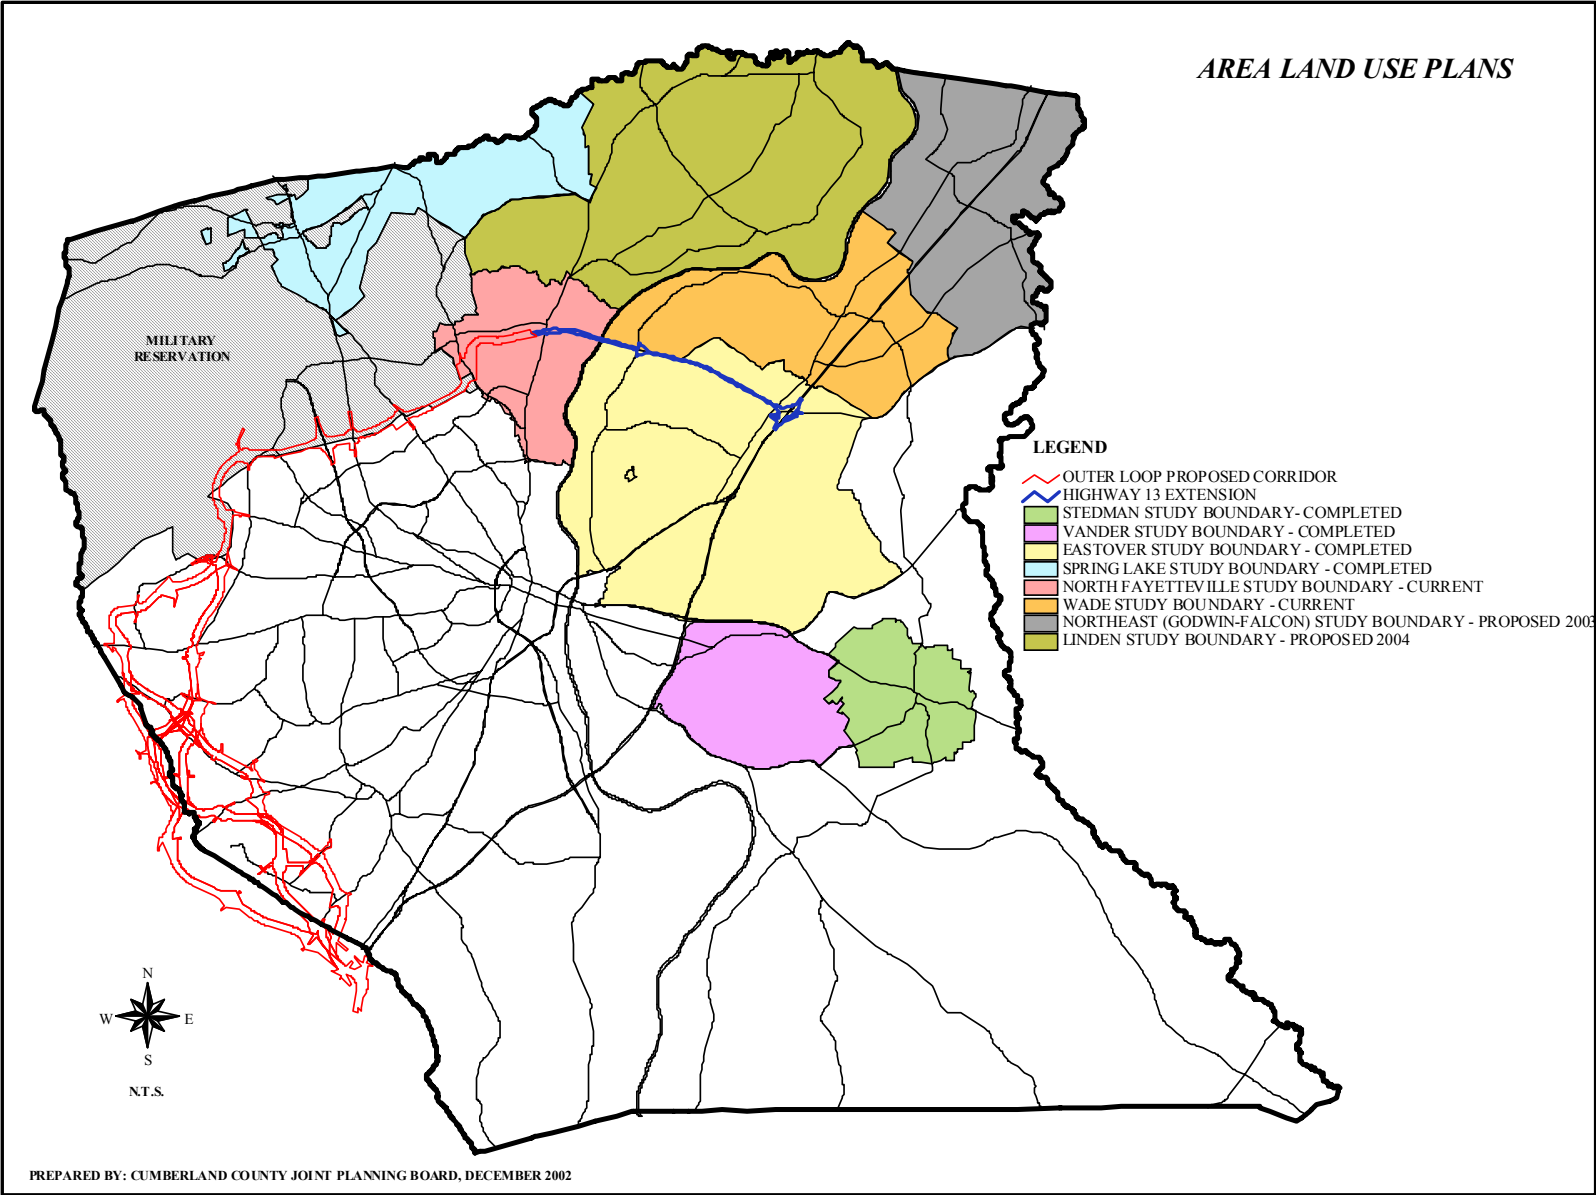 AREA LAND USE PLANS
MILITARY
RESERVATION
LEGEND
OUTER LOOP PROPOSED CORRIDOR
HIGHWAY 13 EXTENSION
STEDMAN STUDY BOUNDARY- COMPLETED
VANDER STUDY BOUNDARY - COMPLETED
EASTOVER STUDY BOUNDARY - COMPLETED
SPRING LAKE STUDY BOUNDARY - COMPLETED
NORTH FAYETTEVILLE STUDY BOUNDARY - CURRENT
WADE STUDY BOUNDARY - CURRENT
NORTHEAST (GODWIN-FALCON) STUDY BOUNDARY - PROPOSED 2003
LINDEN STUDY BOUNDARY - PROPOSED 2004
N
W E
S
N.T.S.
PREPARED BY: CUMBERLAND COUNTY JOINT PLANNING BOARD, DECEMBER 2002